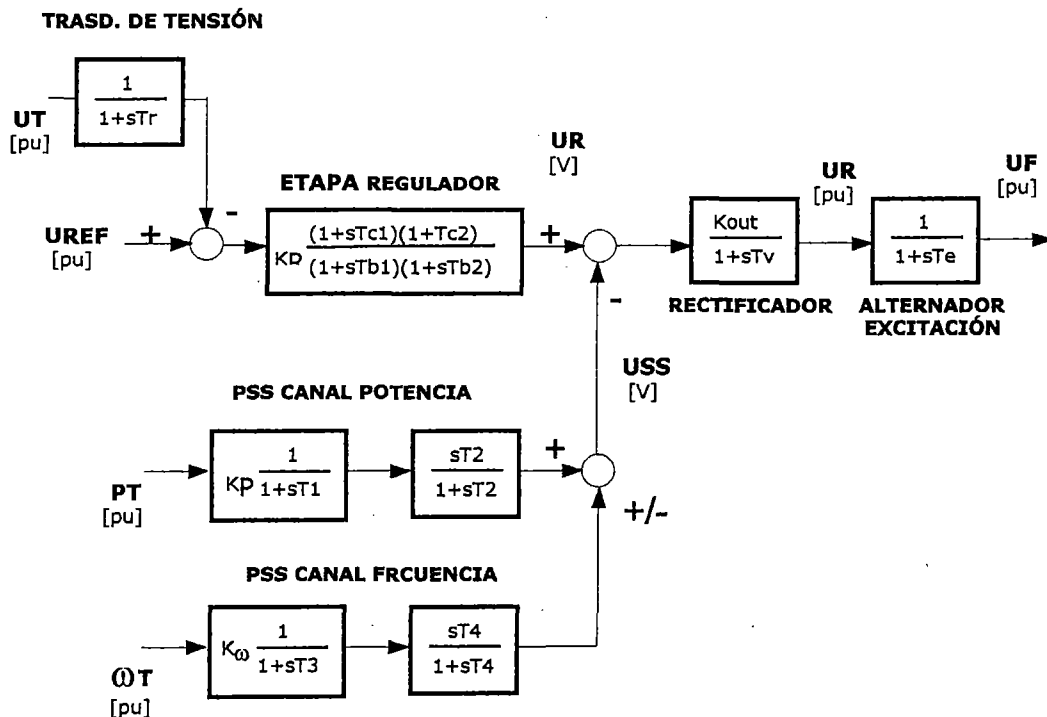 TRASD. DE TENSIÓN
1
1+sTr
UT
[pu]
UR
[V]
ETAPA REGULADOR
UR
[pu]
UF
[pu]
-
UREF
[pu]
+
(1+sTc1)(1+Tc2)
KR
(1+sTb1)(1+sTb2)
+
-
Kout
1+sTv
1
1+sTe
RECTIFICADOR
ALTERNADOR
EXCITACIÓN
USS
[V]
PSS CANAL POTENCIA
PT
[pu]
Kp
1
1+sT1
sT2
1+sT2
+
+/-
PSS CANAL FRCUENCIA
ωT
[pu]
Kω
1
1+sT3
sT4
1+sT4